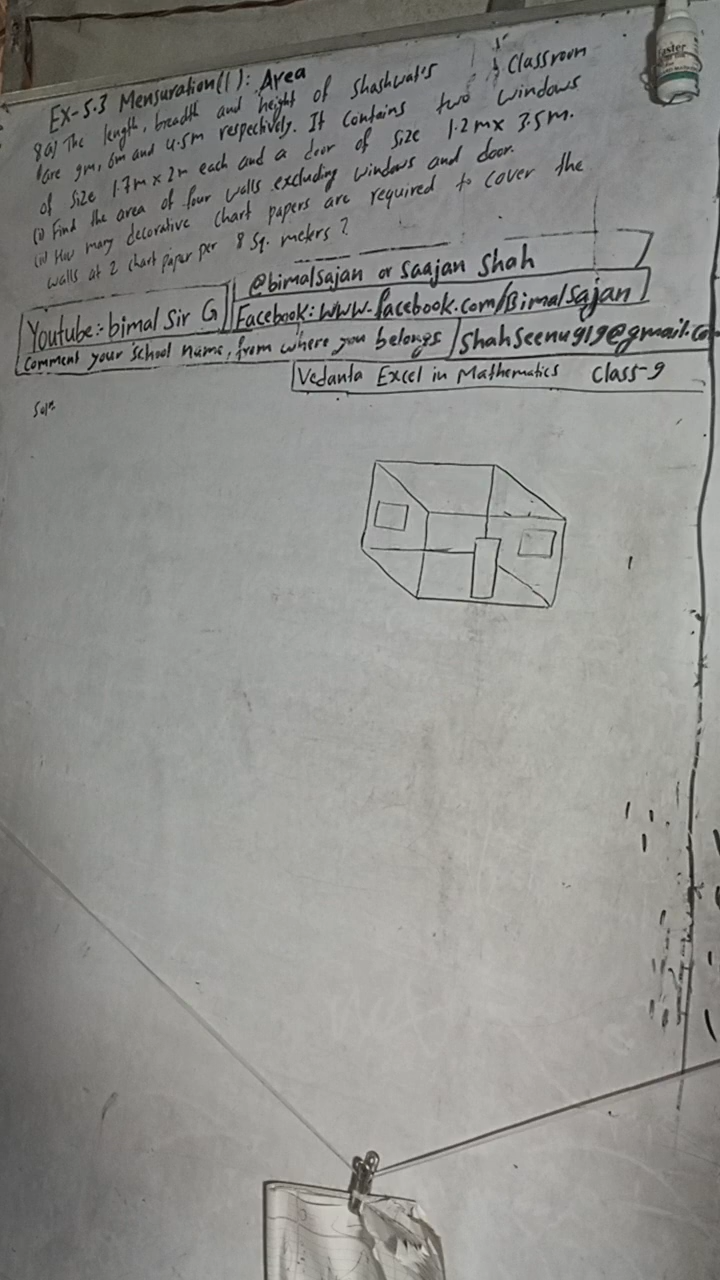 Ex-5.3 Mensuration(I): Area
8a) The length, breadth and height of Shashwat's Classroom
are 9m, 6m and 4.5m respectively. It contains two windows
of size 1.7m x 2m each and a door of size 1.2m x 3.5m.
(i) Find the area of four walls excluding windows and door.
(ii) How many decorative chart papers are required to cover the
walls at 2 chart paper per 8 sq. meters?
@bimalsajan or Saajan Shah
Youtube:- bimal Sir G
Facebook: www.facebook.com/Bimalsajan
Comment your school name, from where you belongs
shahseenu919@gmail.co
Vedanta Excel in Mathematics Class-9
Soln